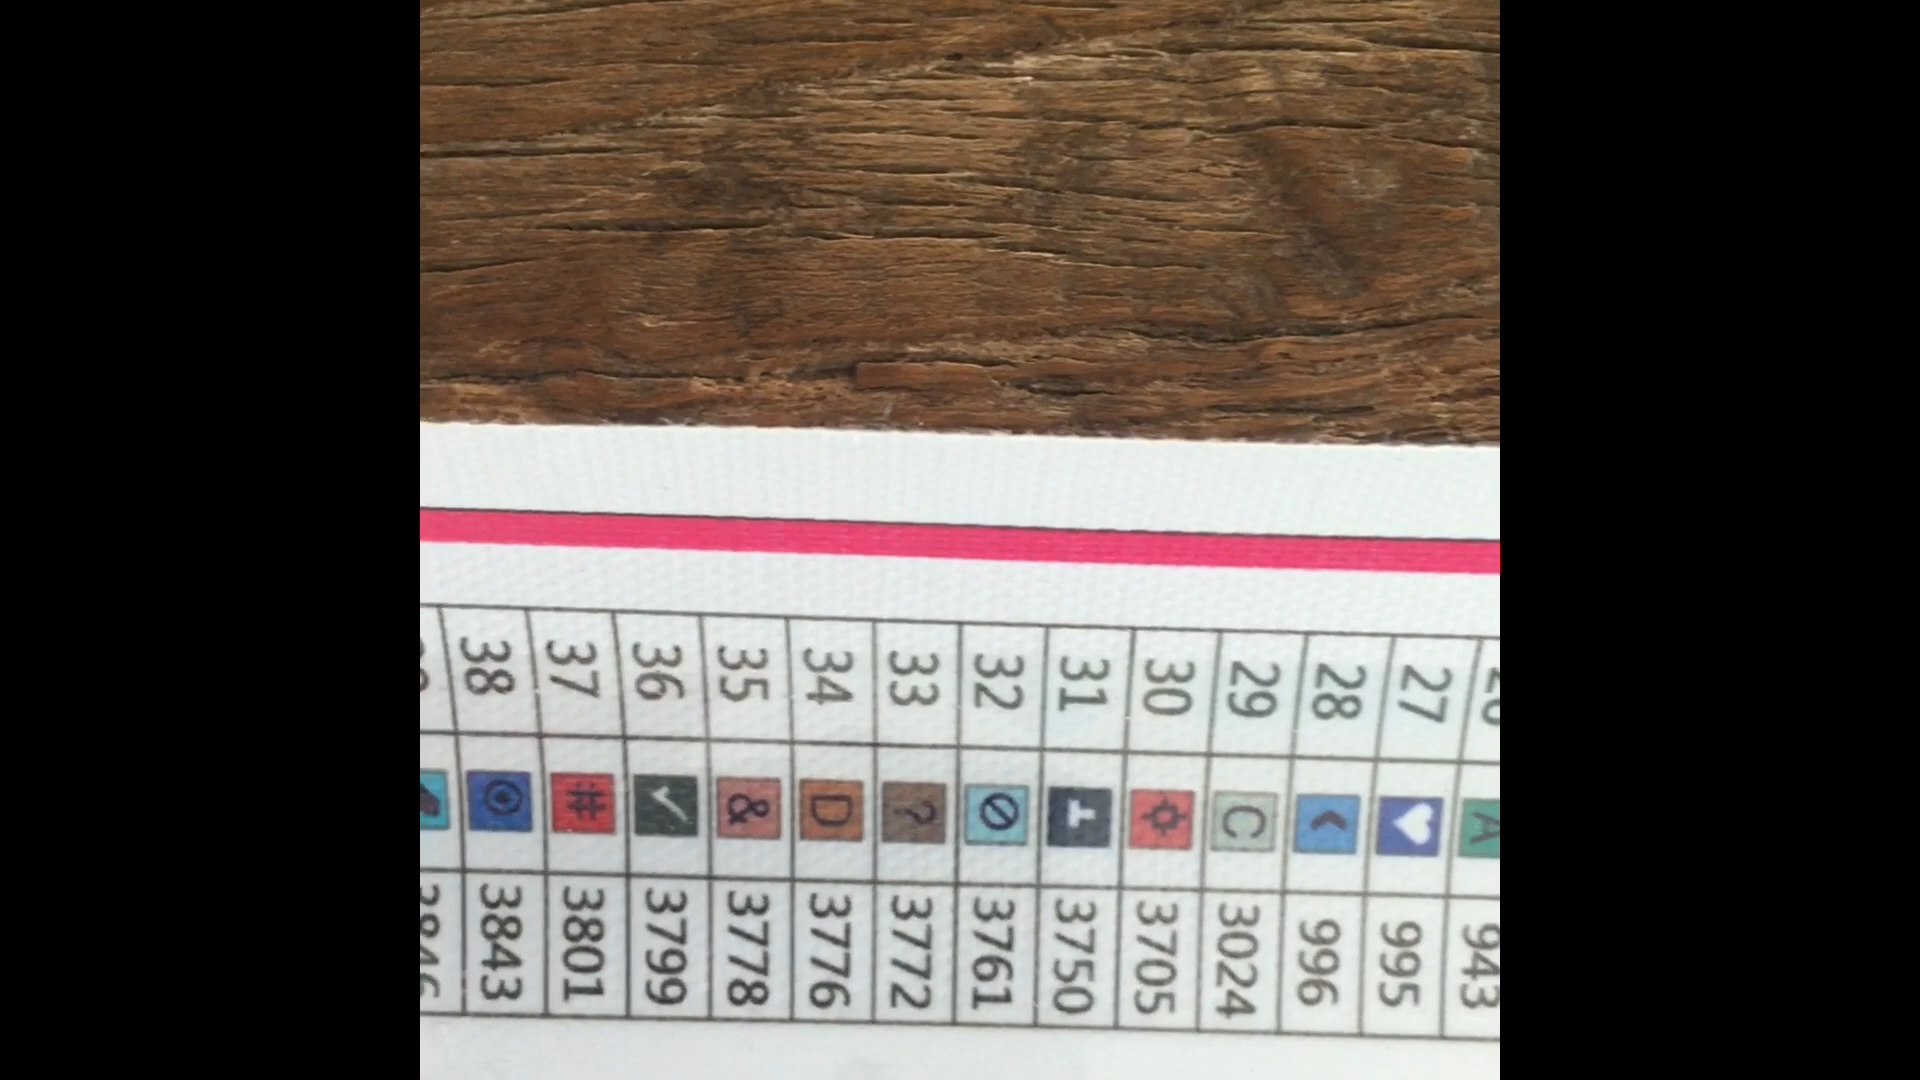 943
27 ♥ 995
28 ‹ 996
29 C 3024
30 ☼ 3705
31 ⊥ 3750
32 Ø 3761
33 ? 3772
34 D 3776
35 & 3778
36 ✓ 3799
37 # 3801
38 ⊙ 3843